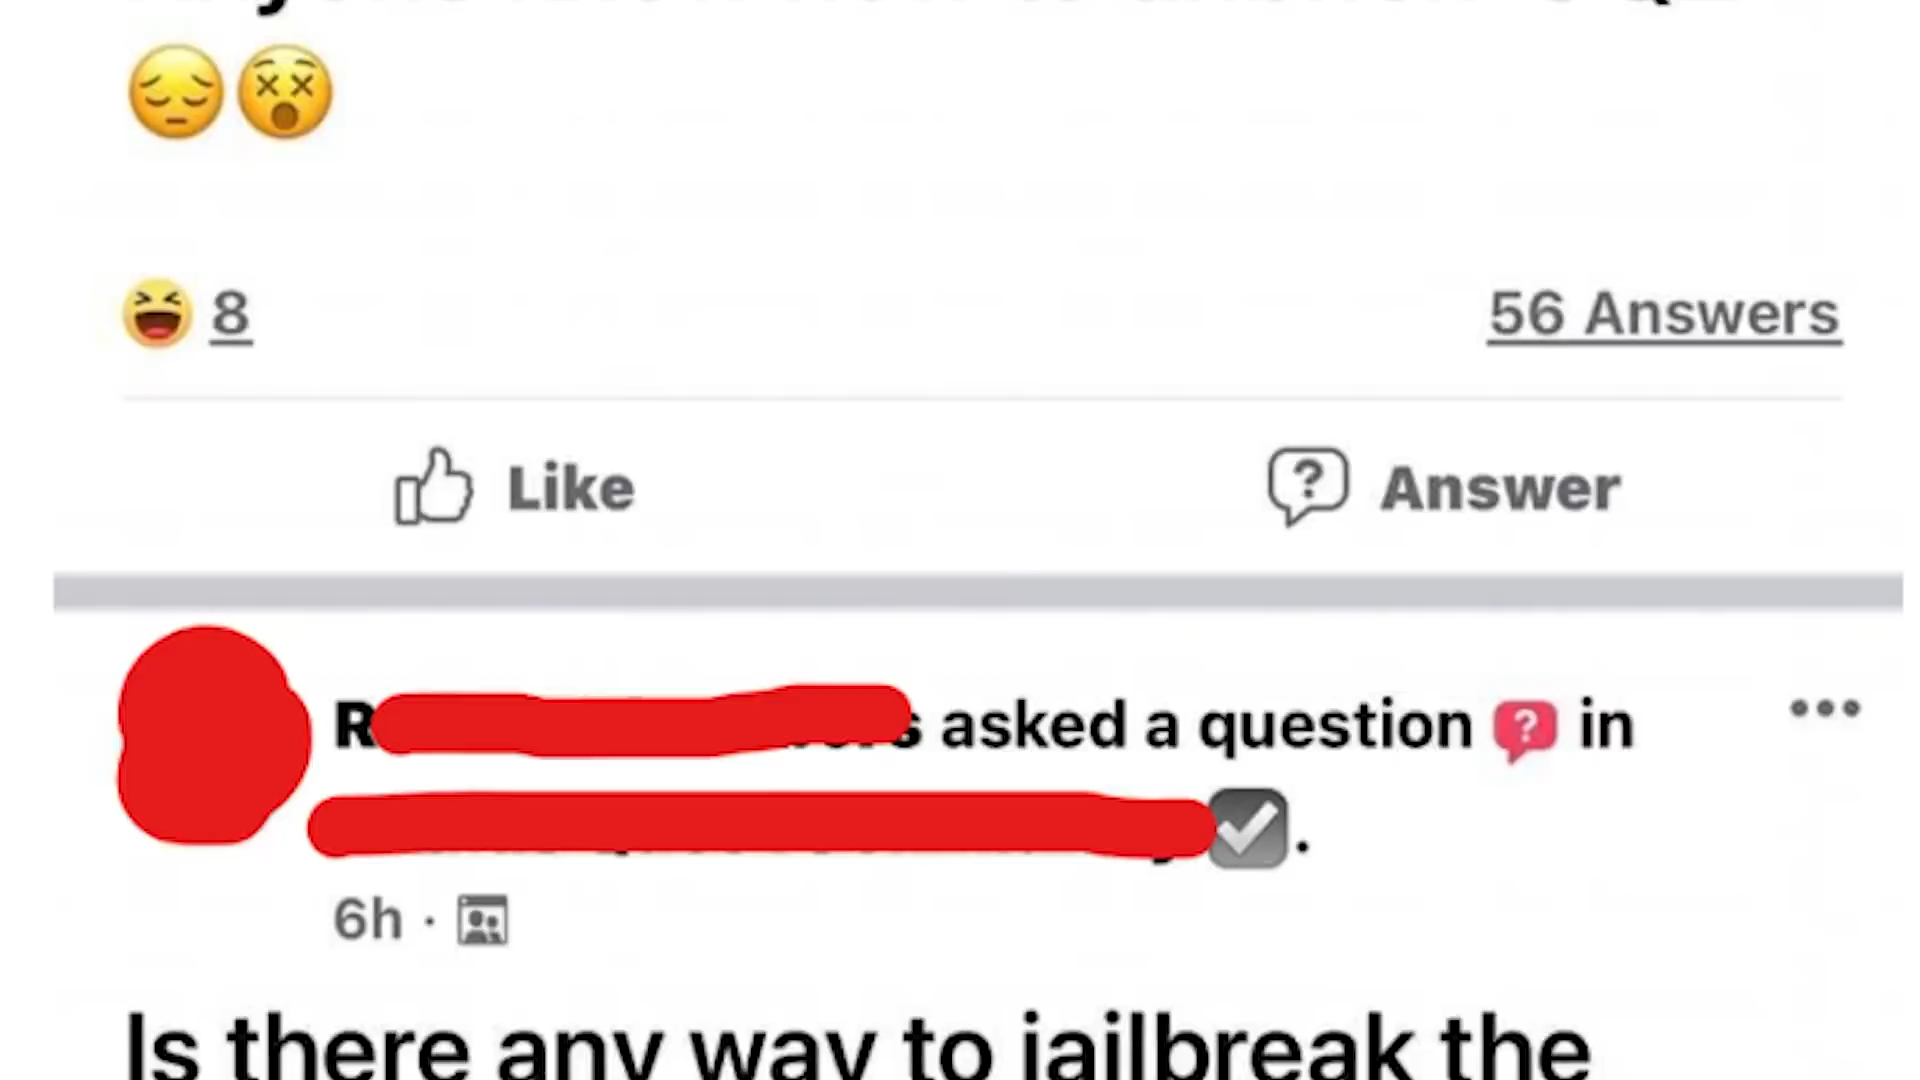 8
56 Answers
Like
Answer
asked a question in
.
6h ·
Is there any way to jailbreak the